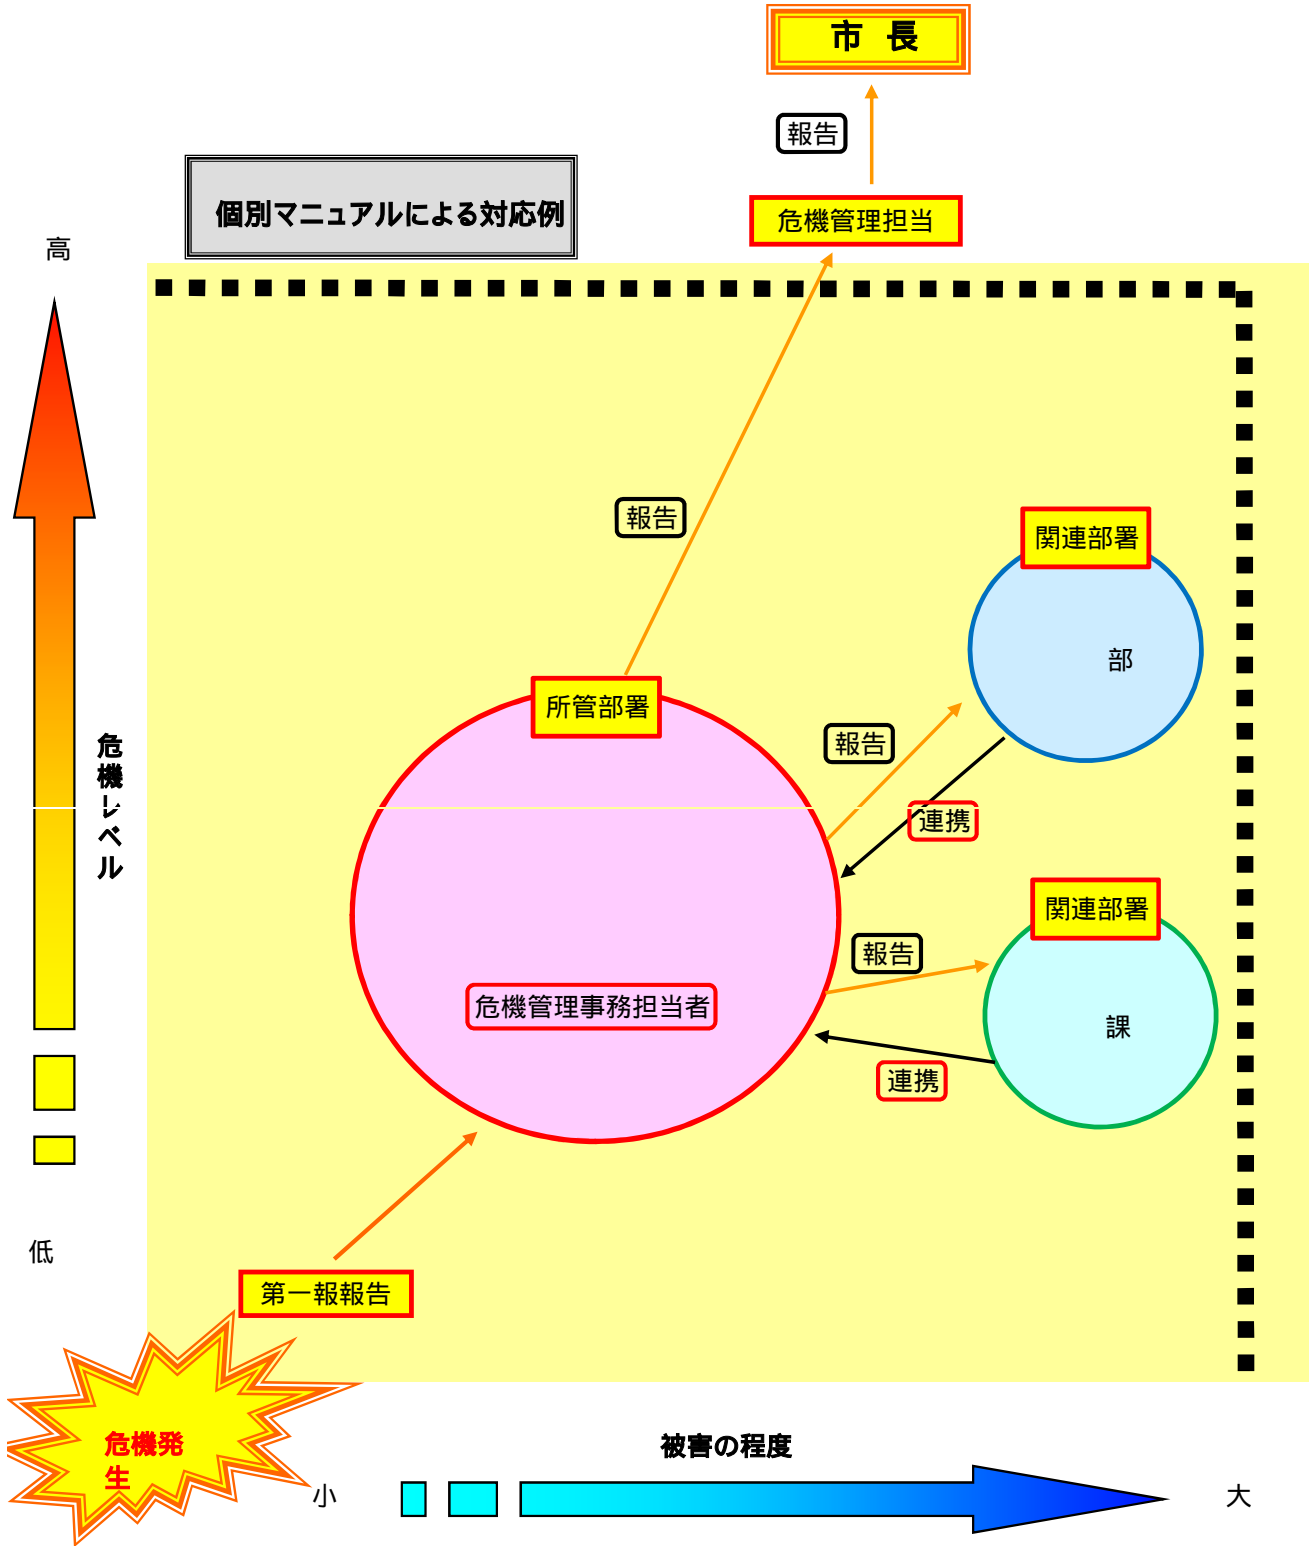 市 長
報告
個別マニュアルによる対応例
危機管理担当
高
報告
関連部署
部
所管部署
報告
危機レベル
連携
関連部署
報告
危機管理事務担当者
課
連携
低
第一報報告
危機発
生
被害の程度
小
大